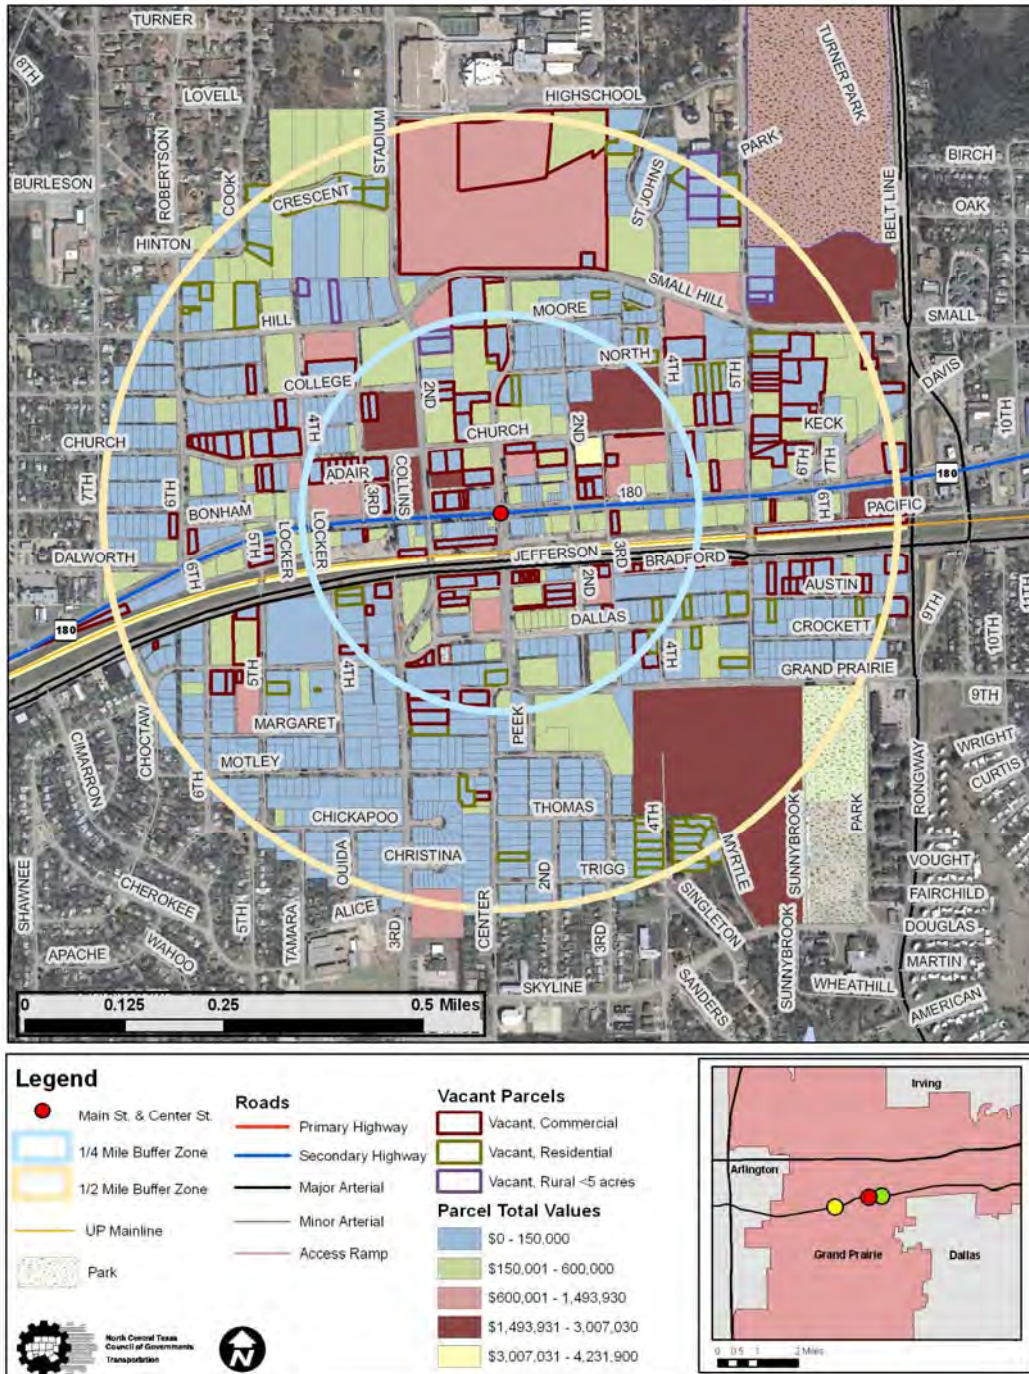 TURNER
8TH
LOVELL
HIGHSCHOOL
TURNER PARK
STADIUM
PARK
BURLESON
ROBERTSON
COOK
CRESCENT
ST JOHNS
BIRCH
OAK
BELT LINE
HINTON
SMALL HILL
HILL
MOORE
SMALL
NORTH
COLLEGE
2ND
4TH
5TH
DAVIS
4TH
CHURCH
CHURCH
2ND
KECK
10TH
7TH
6TH
ADAIR
3RD
COLLINS
6TH
7TH
180
180
BONHAM
6TH
PACIFIC
DALWORTH
6TH
5TH
LOCKER
LOCKER
JEFFERSON
3RD
BRADFORD
2ND
AUSTIN
DALLAS
CROCKETT
9TH
10TH
11TH
180
5TH
4TH
4TH
GRAND PRAIRIE
CHOCTAW
MARGARET
PEEK
9TH
CIMARRON
MOTLEY
6TH
RONGWAY
WRIGHT
CURTIS
CHICKAPOO
THOMAS
4TH
SUNNYBROOK
PARK
MYRTLE
OUIDA
CHRISTINA
2ND
TRIGG
VOUGHT
SHAWNEE
CHEROKEE
FAIRCHILD
5TH
TAMARA
ALICE
3RD
CENTER
3RD
SINGLETON
SUNNYBROOK
DOUGLAS
APACHE
WAHOO
MARTIN
SKYLINE
SANDERS
WHEATHILL
AMERICAN
0 0.125 0.25 0.5 Miles
Legend
Main St. & Center St.
1/4 Mile Buffer Zone
1/2 Mile Buffer Zone
UP Mainline
Park
North Central Texas
Council of Governments
Transportation
N
Roads
Primary Highway
Secondary Highway
Major Arterial
Minor Arterial
Access Ramp
Vacant Parcels
Vacant, Commercial
Vacant, Residential
Vacant, Rural <5 acres
Parcel Total Values
$0 - 150,000
$150,001 - 600,000
$600,001 - 1,493,930
$1,493,931 - 3,007,030
$3,007,031 - 4,231,900
Irving
Arlington
Grand Prairie
Dallas
0 0.5 1 2 Miles